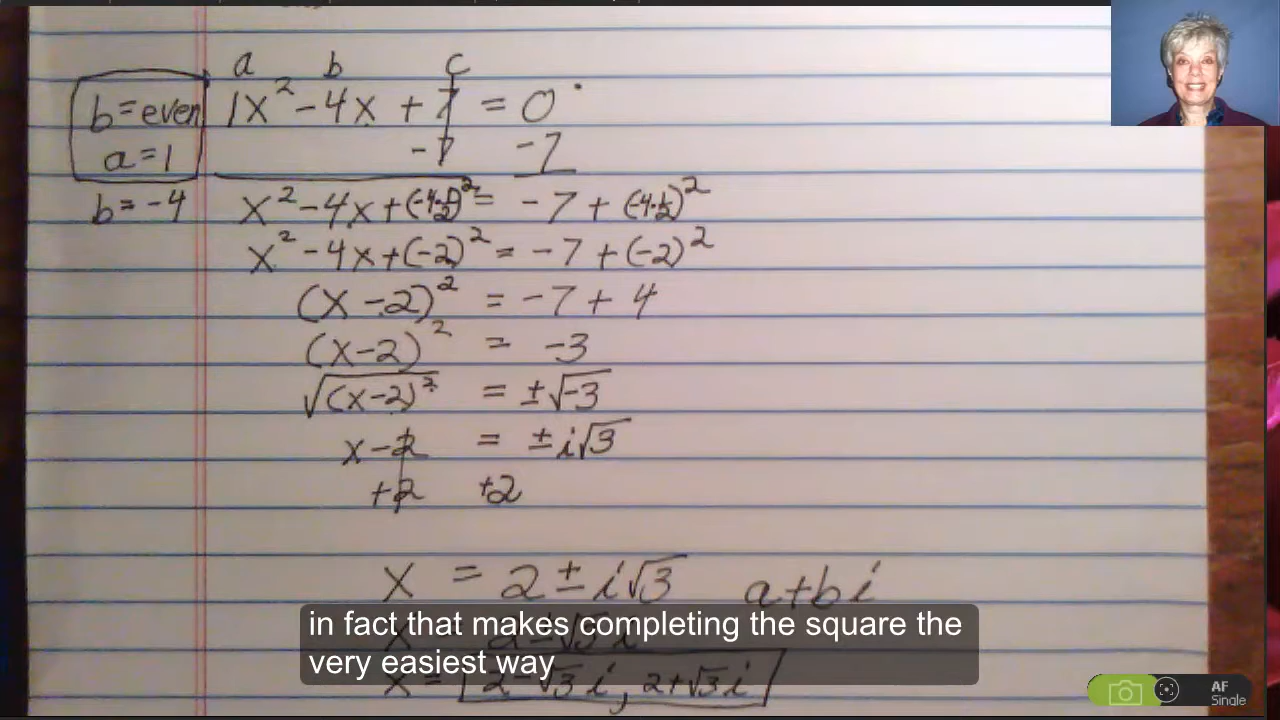 a b c
b = even 1x² - 4x + 7 = 0
a = 1 - 7 - 7
b = -4 x² - 4x + (-4·½)² = -7 + (-4·½)²
x² - 4x + (-2)² = -7 + (-2)²
(x - 2)² = -7 + 4
(x - 2)² = -3
√(x - 2)² = ±√-3
x - 2 = ± i√3
+2 +2
x = 2 ± i√3 a + b i
in fact that makes completing the square the
very easiest way
x = 2 - √3 i, 2 + √3 i
AF
Single